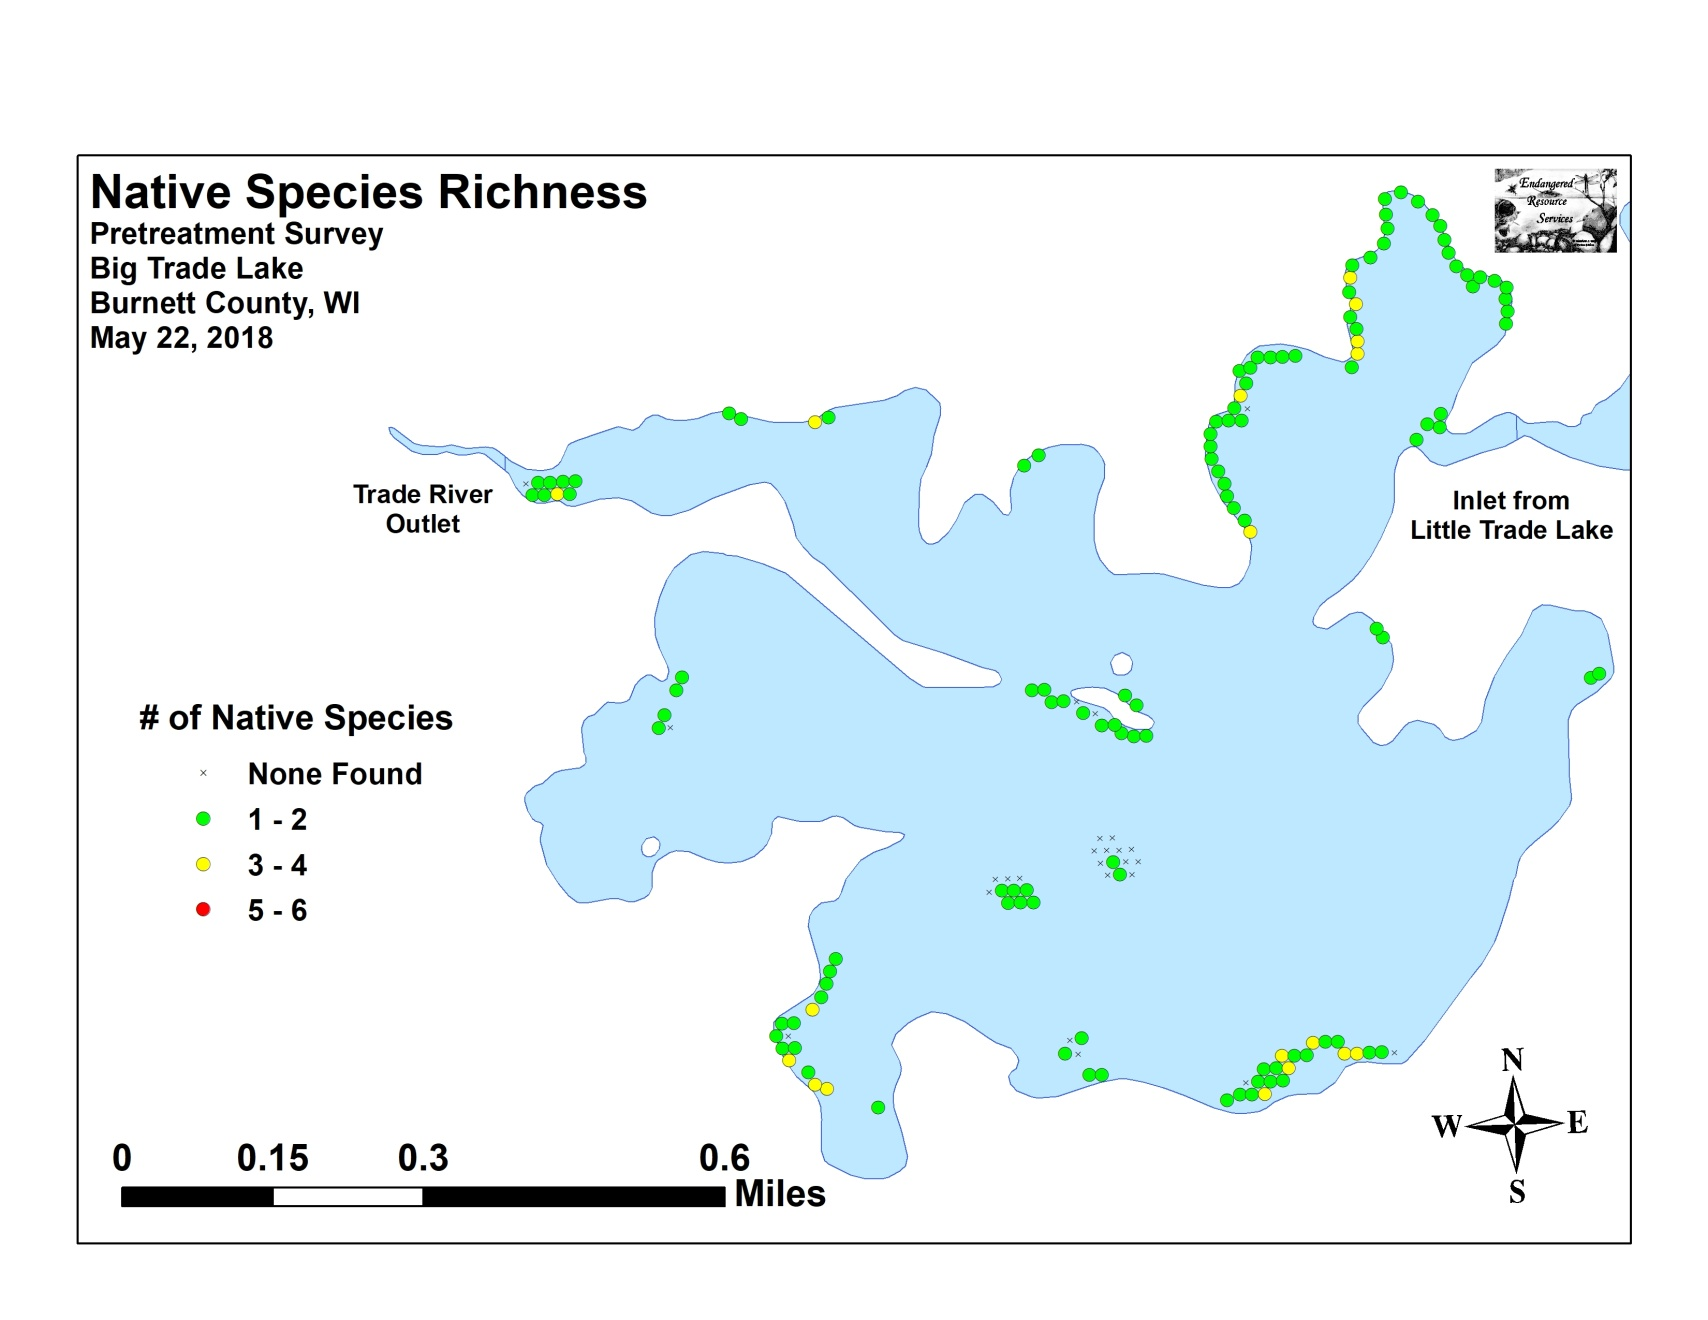 Native Species Richness
Pretreatment Survey
Big Trade Lake
Burnett County, WI
May 22, 2018
Endangered
Resource
Services
Trade River
Outlet
Inlet from
Little Trade Lake
# of Native Species
None Found
1 - 2
3 - 4
5 - 6
N
W E
S
0 0.15 0.3 0.6
Miles